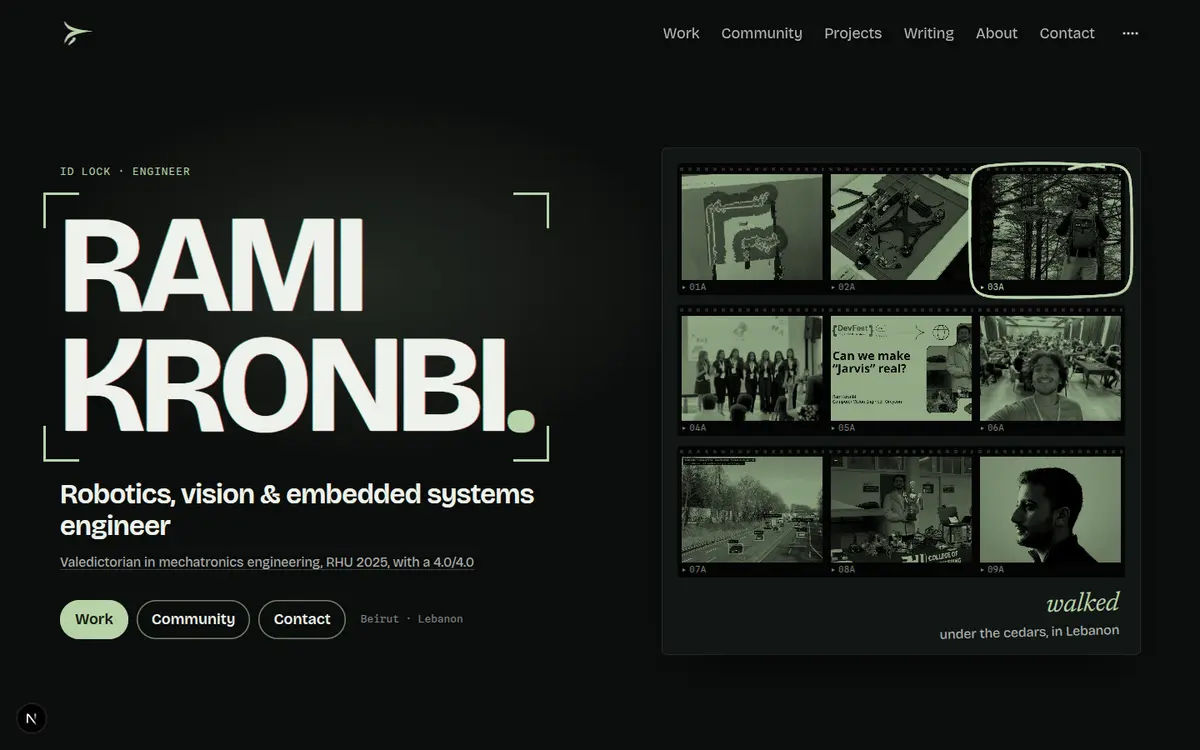 Work Community Projects Writing About Contact
ID LOCK · ENGINEER
RAMI
KRONBI.
Robotics, vision & embedded systems
engineer
Valedictorian in mechatronics engineering, RHU 2025, with a 4.0/4.0
Work Community Contact Beirut · Lebanon
▸ 01A ▸ 02A ▸ 03A
{DevFest}
Can we make
"Jarvis" real?
▸ 04A ▸ 05A ▸ 06A
COLLEGE OF
▸ 07A ▸ 08A ▸ 09A
walked
under the cedars, in Lebanon
N